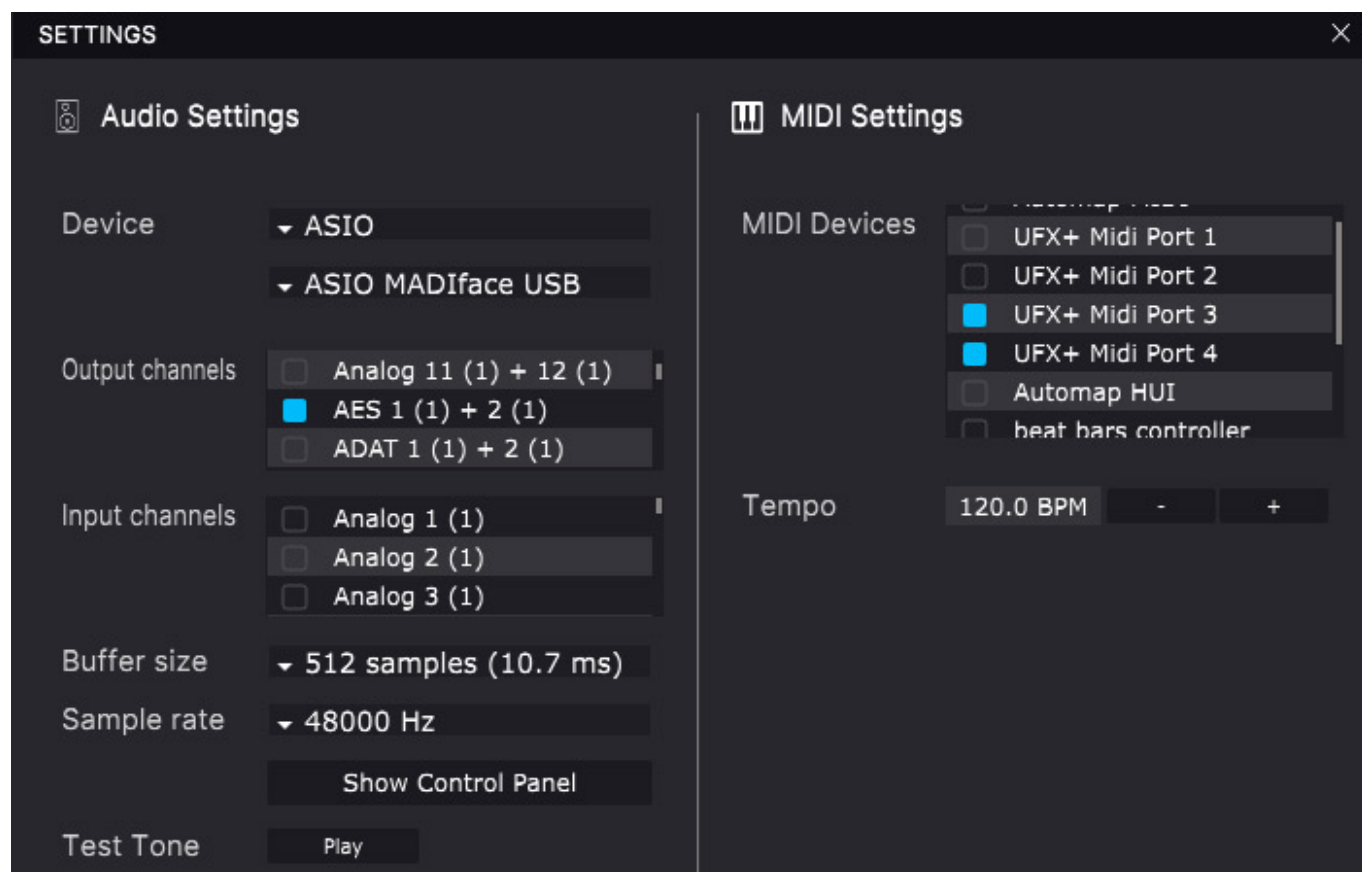 SETTINGS
Audio Settings
Device
ASIO
ASIO MADIface USB
Output channels
Analog 11 (1) + 12 (1)
AES 1 (1) + 2 (1)
ADAT 1 (1) + 2 (1)
Input channels
Analog 1 (1)
Analog 2 (1)
Analog 3 (1)
Buffer size
512 samples (10.7 ms)
Sample rate
48000 Hz
Show Control Panel
Test Tone
Play
MIDI Settings
MIDI Devices
UFX+ Midi Port 1
UFX+ Midi Port 2
UFX+ Midi Port 3
UFX+ Midi Port 4
Automap HUI
beat bars controller
Tempo
120.0 BPM
-
+